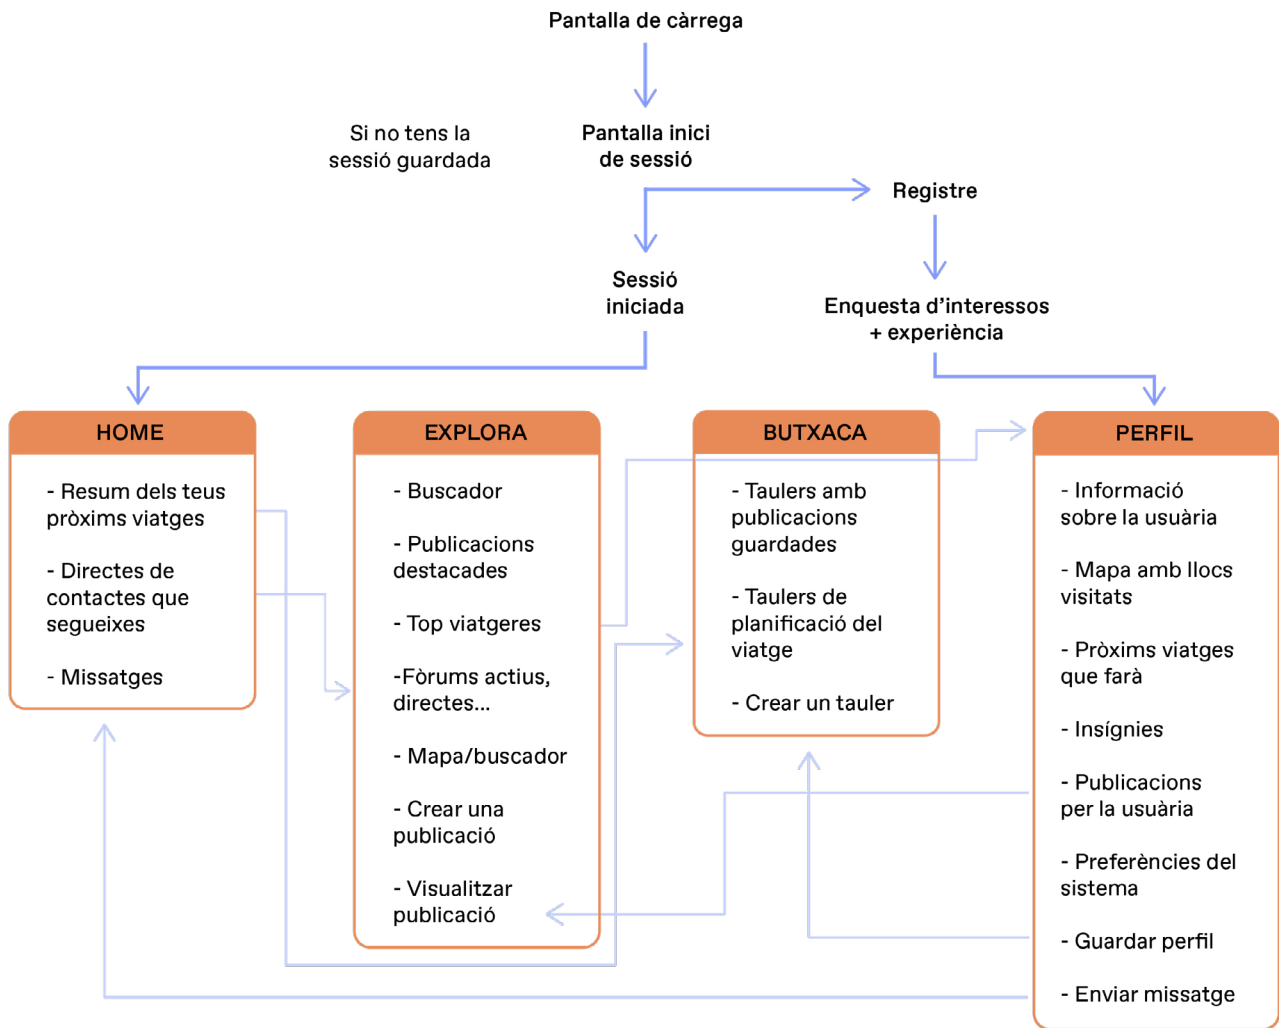 Pantalla de càrrega
Si no tens la
sessió guardada
Pantalla inici
de sessió
Registre
Sessió
iniciada
Enquesta d’interessos
+ experiència
HOME
- Resum dels teus
pròxims viatges
- Directes de
contactes que
segueixes
- Missatges
EXPLORA
- Buscador
- Publicacions
destacades
- Top viatgeres
-Fòrums actius,
directes...
- Mapa/buscador
- Crear una
publicació
- Visualitzar
publicació
BUTXACA
- Taulers amb
publicacions
guardades
- Taulers de
planificació del
viatge
- Crear un tauler
PERFIL
- Informació
sobre la usuària
- Mapa amb llocs
visitats
- Pròxims viatges
que farà
- Insígnies
- Publicacions
per la usuària
- Preferències del
sistema
- Guardar perfil
- Enviar missatge